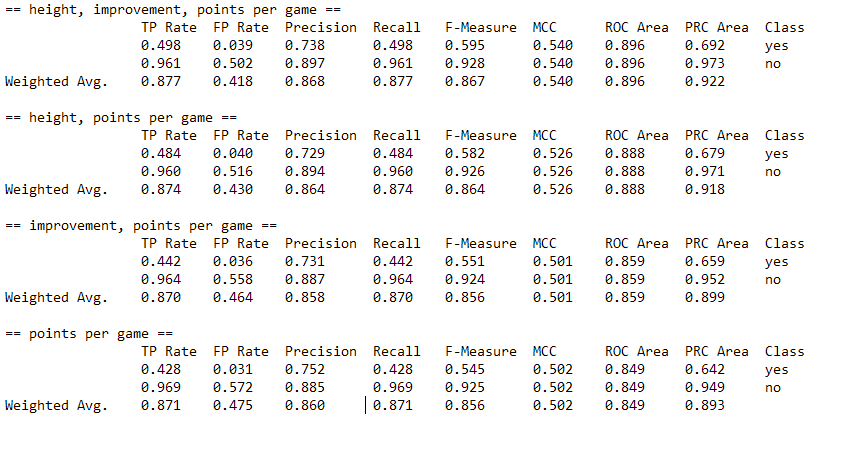 == height, improvement, points per game ==
TP Rate FP Rate Precision Recall F-Measure MCC ROC Area PRC Area Class
0.498 0.039 0.738 0.498 0.595 0.540 0.896 0.692 yes
0.961 0.502 0.897 0.961 0.928 0.540 0.896 0.973 no
Weighted Avg. 0.877 0.418 0.868 0.877 0.867 0.540 0.896 0.922
== height, points per game ==
TP Rate FP Rate Precision Recall F-Measure MCC ROC Area PRC Area Class
0.484 0.040 0.729 0.484 0.582 0.526 0.888 0.679 yes
0.960 0.516 0.894 0.960 0.926 0.526 0.888 0.971 no
Weighted Avg. 0.874 0.430 0.864 0.874 0.864 0.526 0.888 0.918
== improvement, points per game ==
TP Rate FP Rate Precision Recall F-Measure MCC ROC Area PRC Area Class
0.442 0.036 0.731 0.442 0.551 0.501 0.859 0.659 yes
0.964 0.558 0.887 0.964 0.924 0.501 0.859 0.952 no
Weighted Avg. 0.870 0.464 0.858 0.870 0.856 0.501 0.859 0.899
== points per game ==
TP Rate FP Rate Precision Recall F-Measure MCC ROC Area PRC Area Class
0.428 0.031 0.752 0.428 0.545 0.502 0.849 0.642 yes
0.969 0.572 0.885 0.969 0.925 0.502 0.849 0.949 no
Weighted Avg. 0.871 0.475 0.860 0.871 0.856 0.502 0.849 0.893